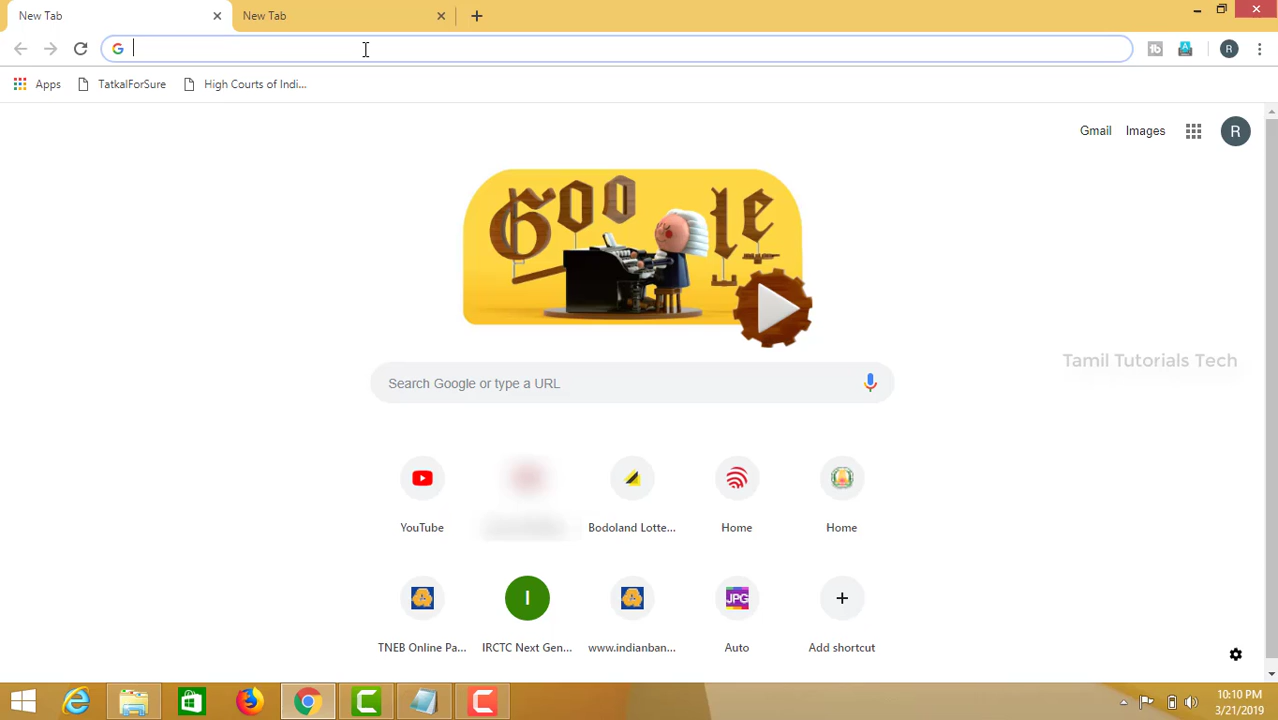 New Tab
New Tab
Apps
TatkalForSure
High Courts of Indi...
R
Gmail
Images
R
Google
Search Google or type a URL
Tamil Tutorials Tech
YouTube
Bodoland Lotte...
Home
Home
I
JPG
TNEB Online Pa...
IRCTC Next Gen...
www.indianban...
Auto
Add shortcut
10:10 PM
3/21/2019